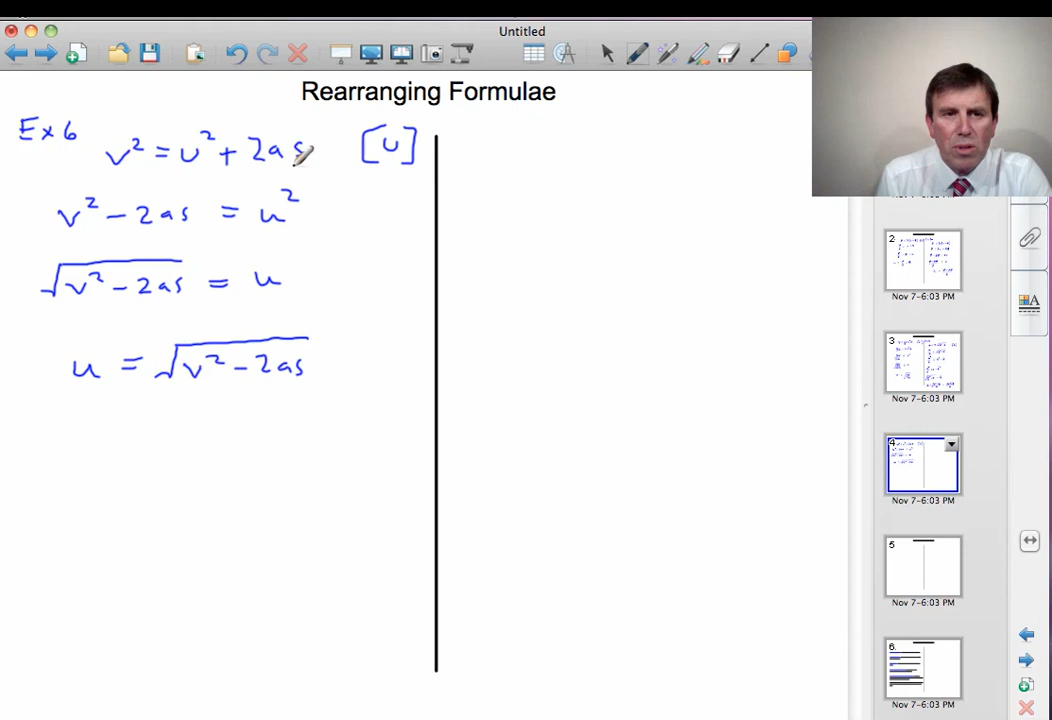 Untitled
Rearranging Formulae
Ex 6
v² = u² + 2as [u]
v² - 2as = u²
√v² - 2as = u
u = √v² - 2as
2
Nov 7-6:03 PM
3
Nov 7-6:03 PM
4
Nov 7-6:03 PM
5
Nov 7-6:03 PM
6
Nov 7-6:03 PM